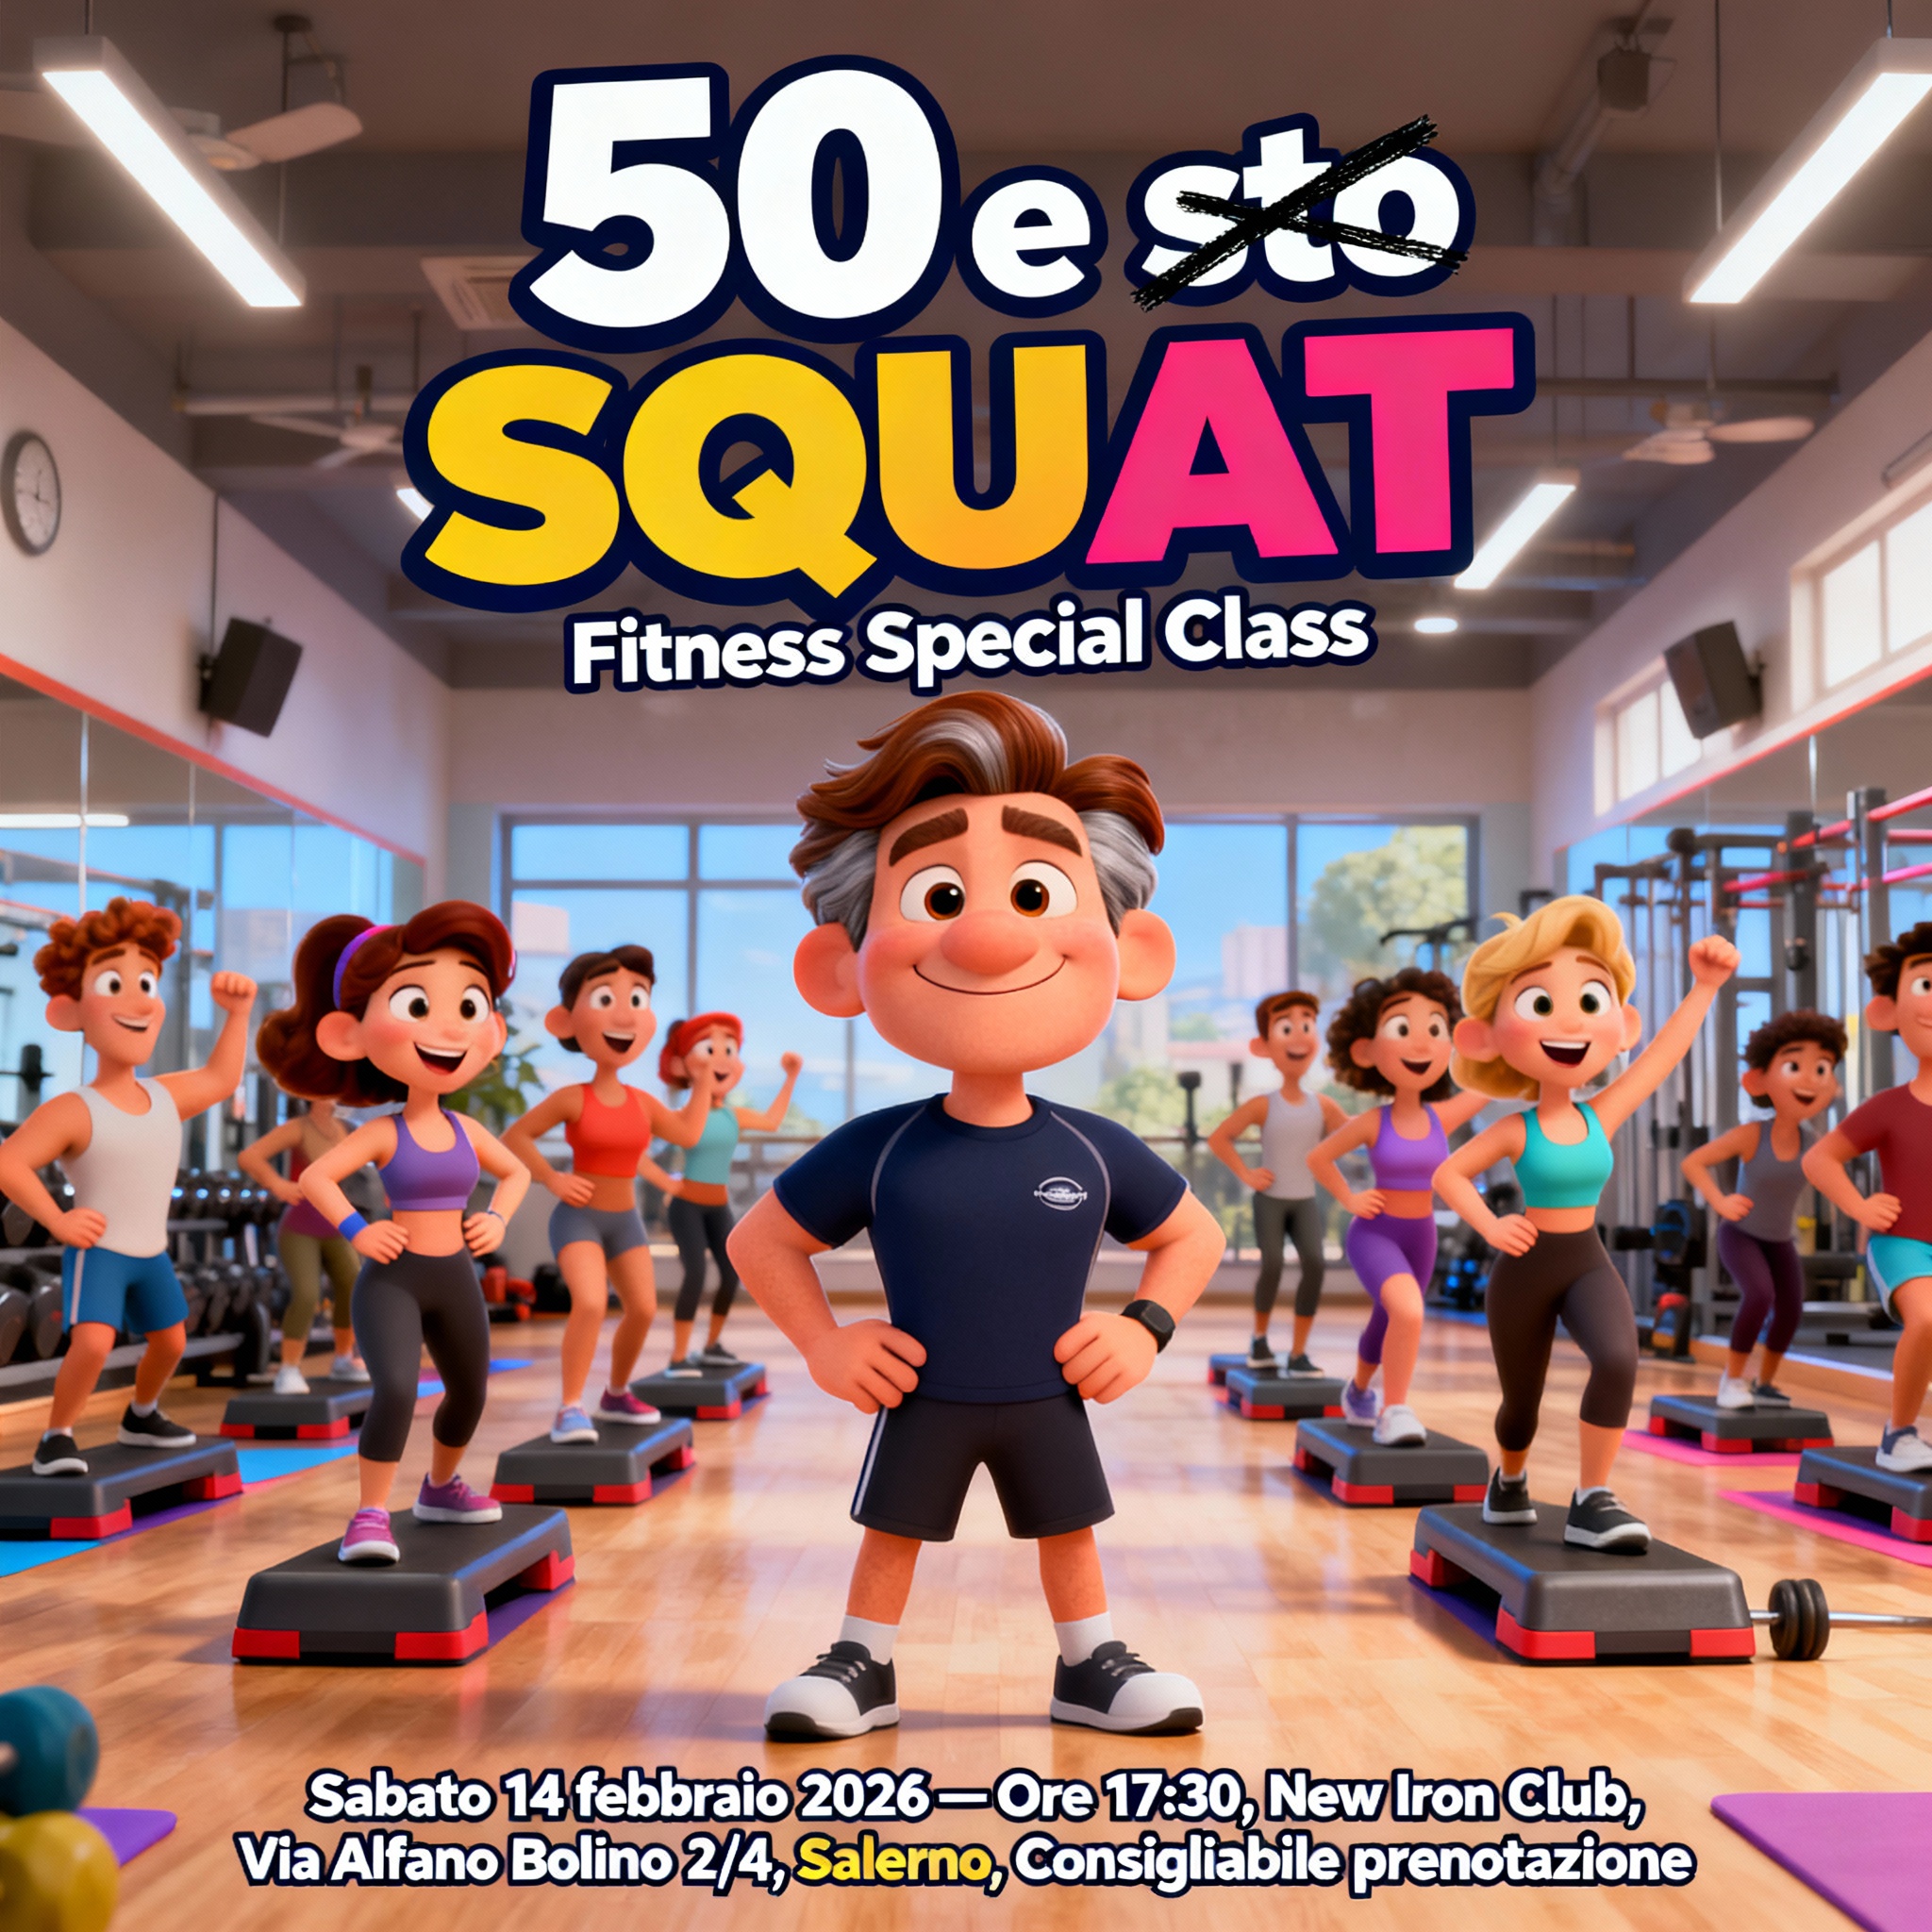 50 e sto
SQUAT
Fitness Special Class
Sabato 14 febbraio 2026 — Ore 17:30, New Iron Club,
Via Alfano Bolino 2/4, Salerno, Consigliabile prenotazione